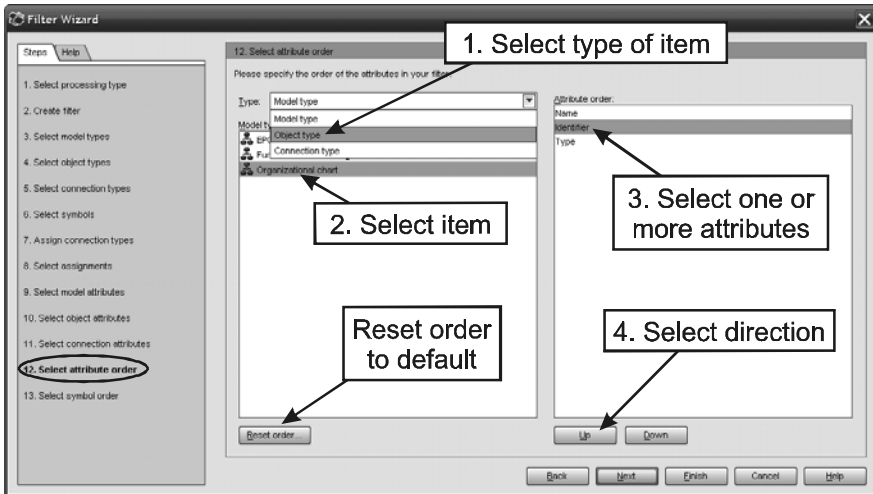 Filter Wizard
Steps Help
1. Select processing type
2. Create filter
3. Select model types
4. Select object types
5. Select connection types
6. Select symbols
7. Assign connection types
8. Select assignments
9. Select model attributes
10. Select object attributes
11. Select connection attributes
12. Select attribute order
13. Select symbol order
12. Select attribute order
1. Select type of item
Please specify the order of the attributes in your filter
Type: Model type
Model type
Object type
Connection type
Organizational chart
2. Select item
Reset order
to default
Reset order...
Attribute order:
Name
Identifier
Type
3. Select one or
more attributes
4. Select direction
Up Down
Back Next Finish Cancel Help